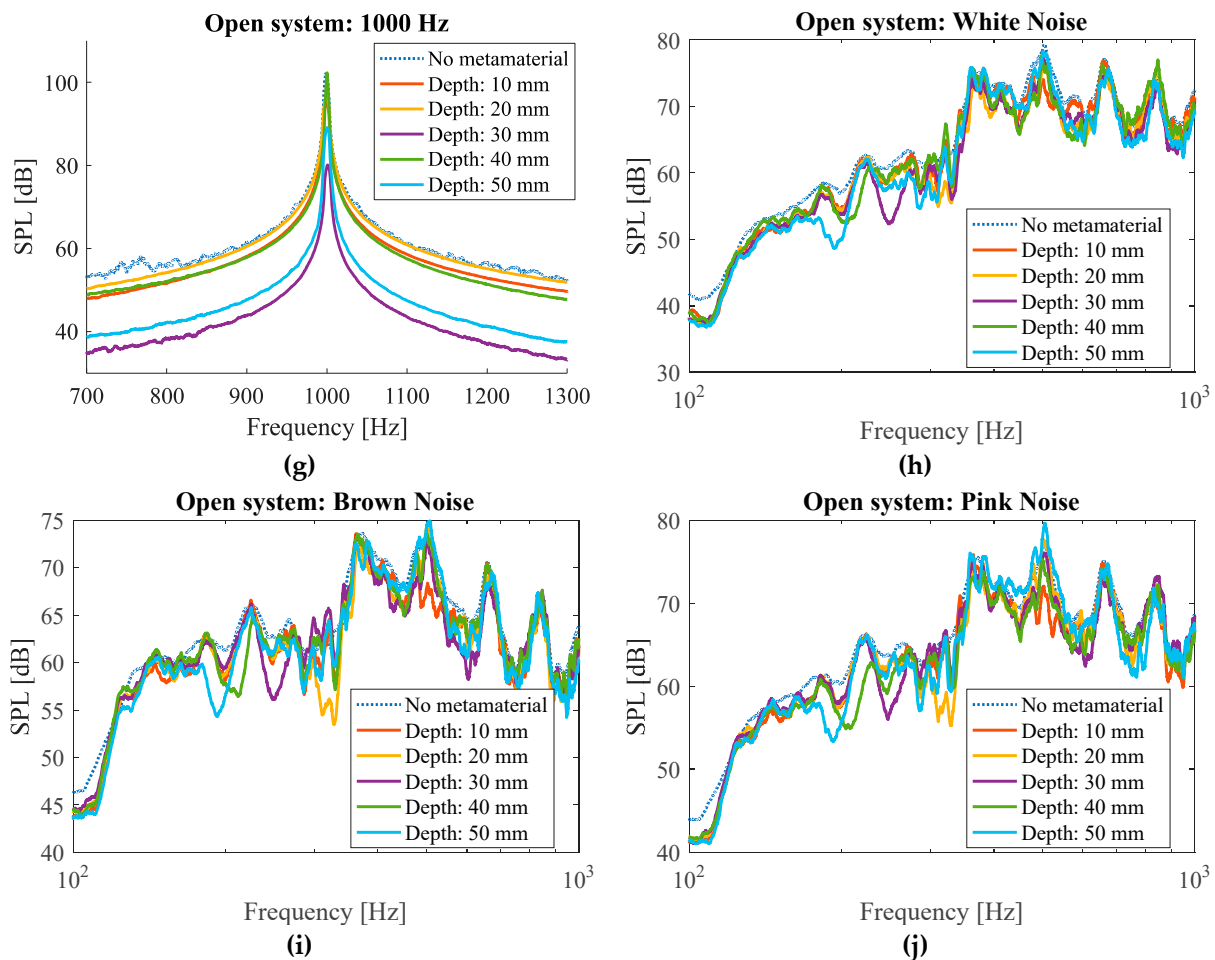 Open system: 1000 Hz
SPL [dB]
100
80
60
40
700 800 900 1000 1100 1200 1300
Frequency [Hz]
No metamaterial
Depth: 10 mm
Depth: 20 mm
Depth: 30 mm
Depth: 40 mm
Depth: 50 mm
(g)
Open system: White Noise
SPL [dB]
80
70
60
50
40
30
10² 10³
Frequency [Hz]
No metamaterial
Depth: 10 mm
Depth: 20 mm
Depth: 30 mm
Depth: 40 mm
Depth: 50 mm
(h)
Open system: Brown Noise
SPL [dB]
75
70
65
60
55
50
45
40
10² 10³
Frequency [Hz]
No metamaterial
Depth: 10 mm
Depth: 20 mm
Depth: 30 mm
Depth: 40 mm
Depth: 50 mm
(i)
Open system: Pink Noise
SPL [dB]
80
70
60
50
40
10² 10³
Frequency [Hz]
No metamaterial
Depth: 10 mm
Depth: 20 mm
Depth: 30 mm
Depth: 40 mm
Depth: 50 mm
(j)